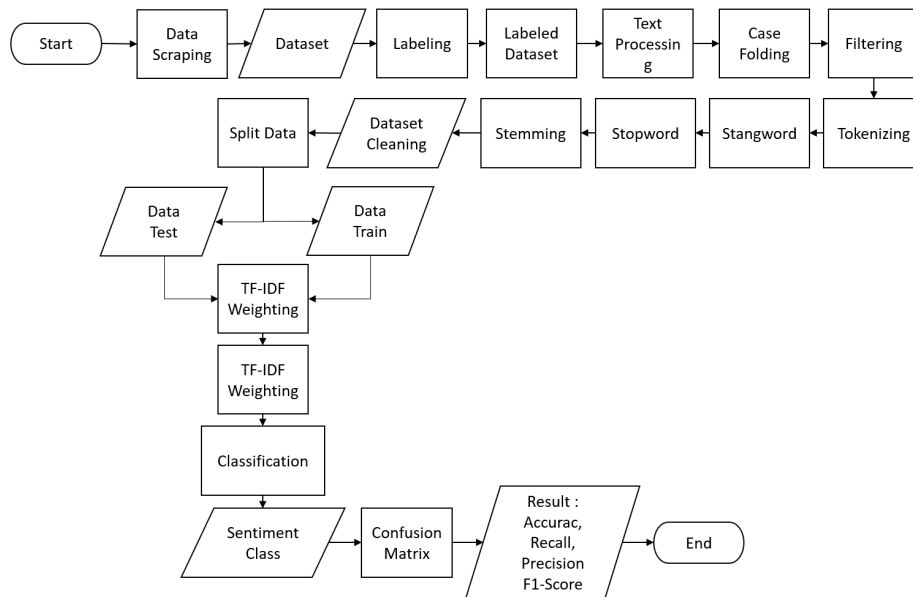 Start
Data
Scraping
Dataset
Labeling
Labeled
Dataset
Text
Processin
g
Case
Folding
Filtering
Split Data
Dataset
Cleaning
Stemming
Stopword
Stangword
Tokenizing
Data
Test
Data
Train
TF-IDF
Weighting
TF-IDF
Weighting
Classification
Sentiment
Class
Confusion
Matrix
Result :
Accurac,
Recall,
Precision
F1-Score
End